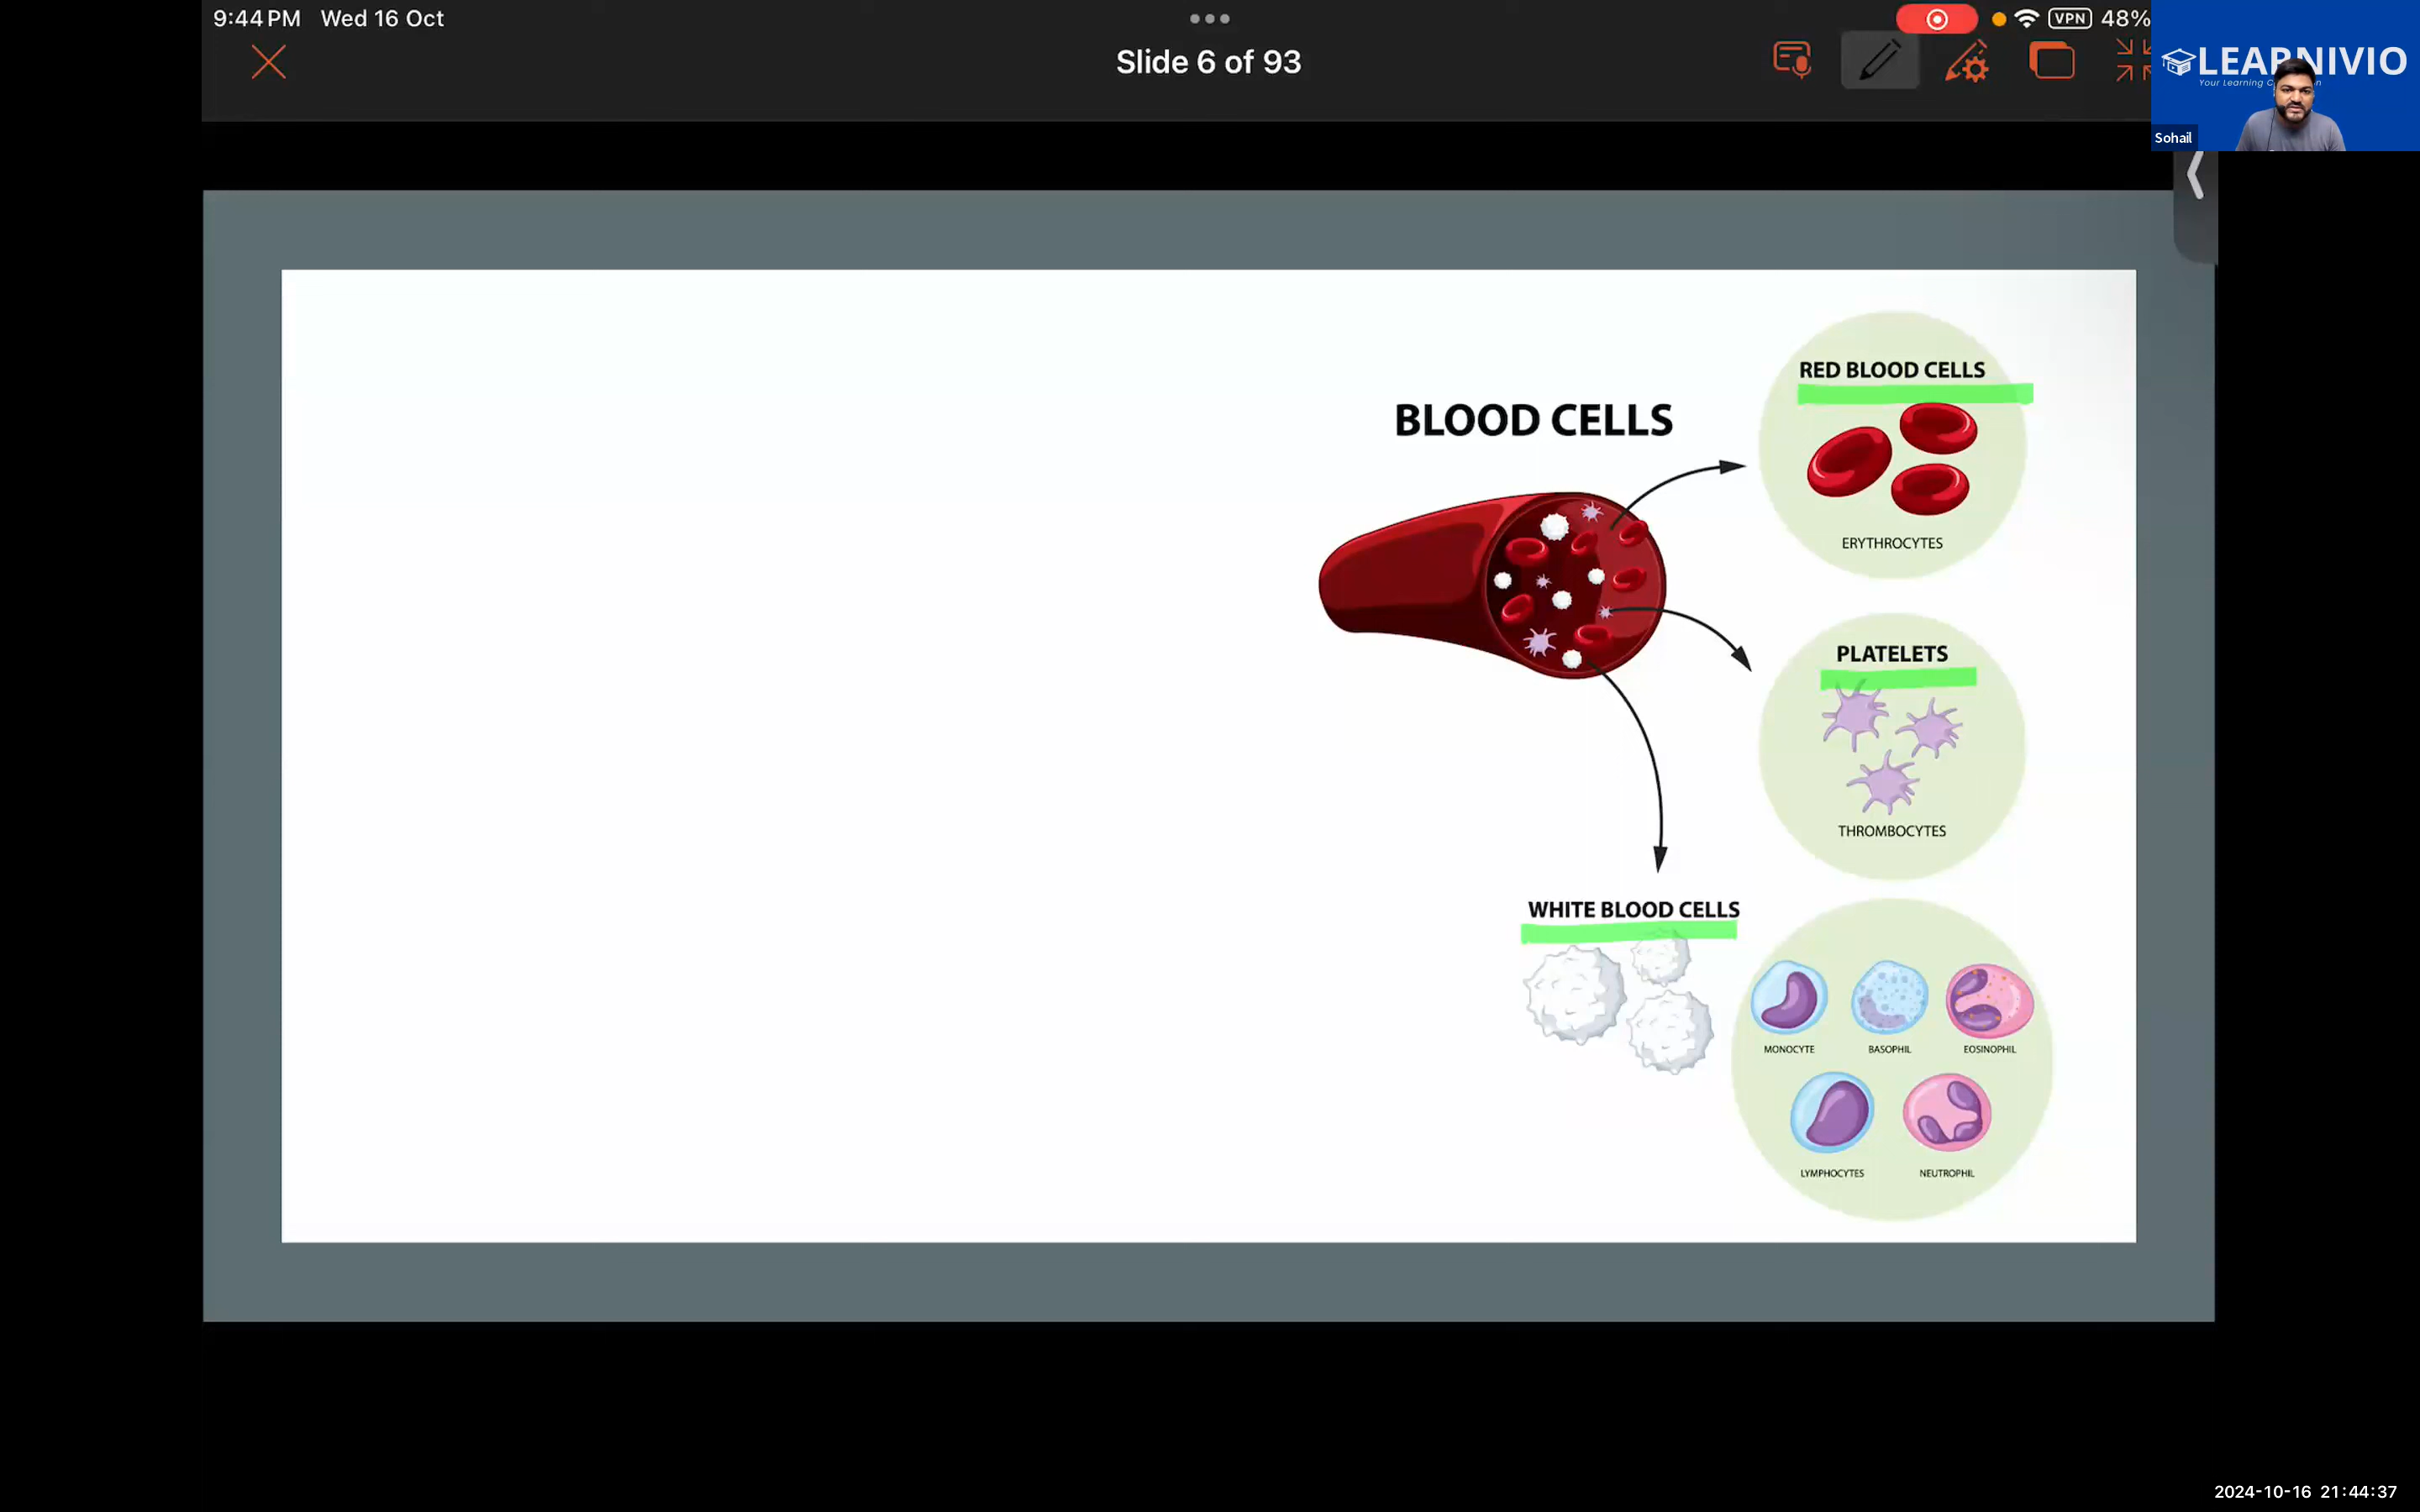 9:44 PM Wed 16 Oct
VPN 48%
Slide 6 of 93
Sohail
RED BLOOD CELLS
BLOOD CELLS
ERYTHROCYTES
PLATELETS
THROMBOCYTES
WHITE BLOOD CELLS
MONOCYTE BASOPHIL EOSINOPHIL
LYMPHOCYTES NEUTROPHIL
2024-10-16 21:44:37